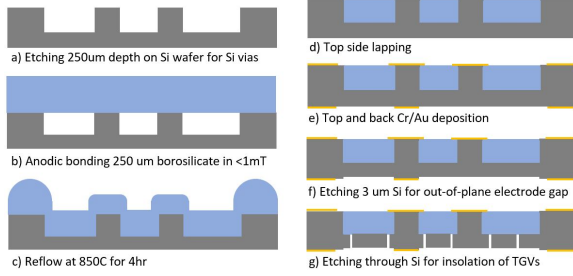 a) Etching 250um depth on Si wafer for Si vias
b) Anodic bonding 250 um borosilicate in <1mT
c) Reflow at 850C for 4hr
d) Top side lapping
e) Top and back Cr/Au deposition
f) Etching 3 um Si for out-of-plane electrode gap
g) Etching through Si for insolation of TGVs